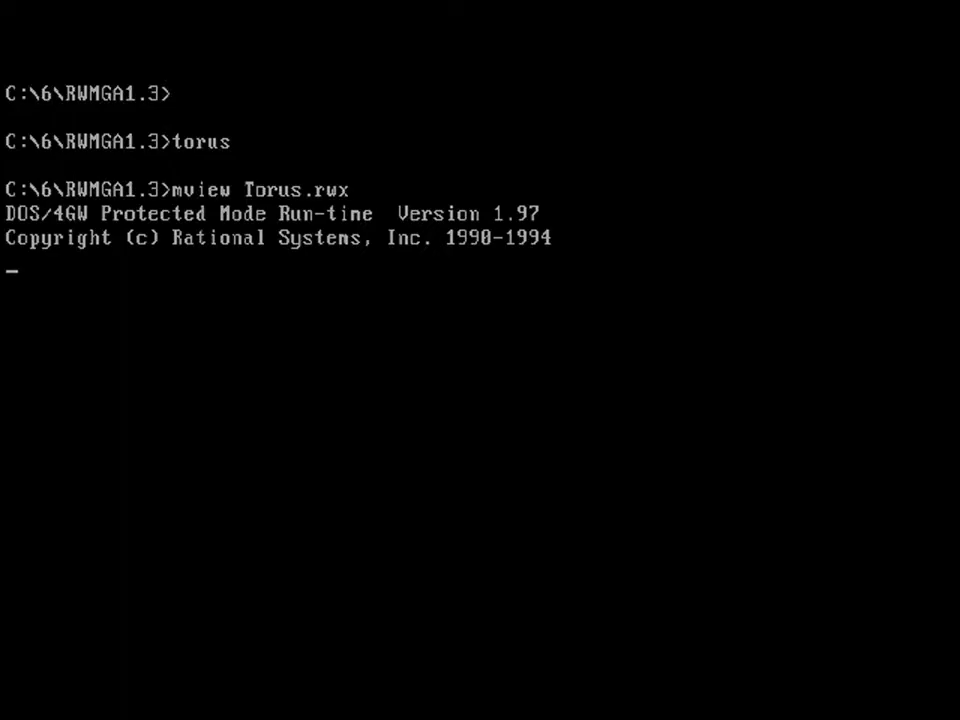 C:\6\RWMGA1.3>
C:\6\RWMGA1.3>torus
C:\6\RWMGA1.3>mview Torus.rwx
DOS/4GW Protected Mode Run-time  Version 1.97
Copyright (c) Rational Systems, Inc. 1990-1994